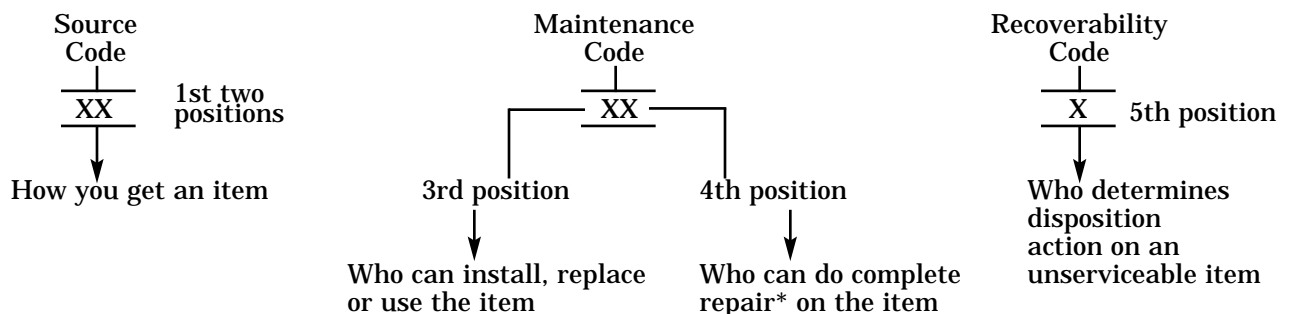 Source
Code
XX
1st two
positions
How you get an item
Maintenance
Code
XX
3rd position
Who can install, replace
or use the item
4th position
Who can do complete
repair* on the item
Recoverability
Code
X
5th position
Who determines
disposition
action on an
unserviceable item